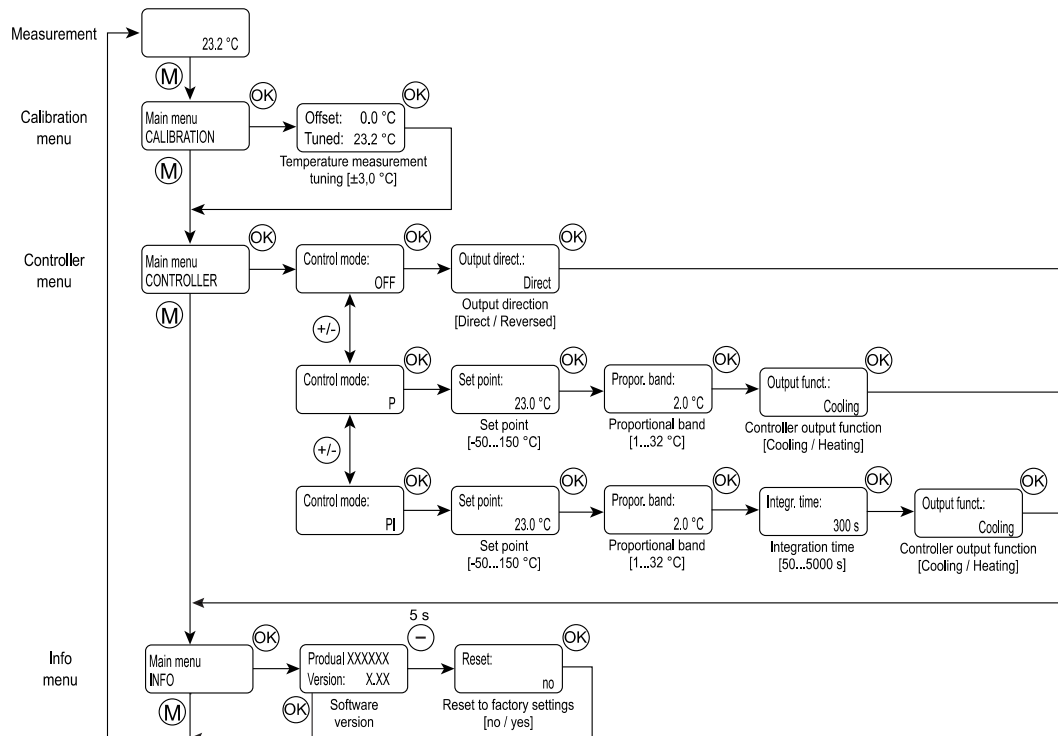 Measurement
23.2 °C
M
Calibration
menu
Main menu
CALIBRATION
OK
Offset: 0.0 °C
Tuned: 23.2 °C
OK
Temperature measurement
tuning [±3,0 °C]
M
Controller
menu
Main menu
CONTROLLER
OK
Control mode:
OFF
OK
Output direct.:
Direct
OK
Output direction
[Direct / Reversed]
M
+/-
Control mode:
P
OK
Set point:
23.0 °C
OK
Set point
[-50...150 °C]
Propor. band:
2.0 °C
OK
Proportional band
[1...32 °C]
Output funct.:
Cooling
OK
Controller output function
[Cooling / Heating]
+/-
Control mode:
PI
OK
Set point:
23.0 °C
OK
Set point
[-50...150 °C]
Propor. band:
2.0 °C
OK
Proportional band
[1...32 °C]
Integr. time:
300 s
OK
Integration time
[50...5000 s]
Output funct.:
Cooling
OK
Controller output function
[Cooling / Heating]
Info
menu
Main menu
INFO
OK
Produal XXXXXX
Version: X.XX
5 s
−
OK
Software
version
Reset:
no
OK
Reset to factory settings
[no / yes]
M